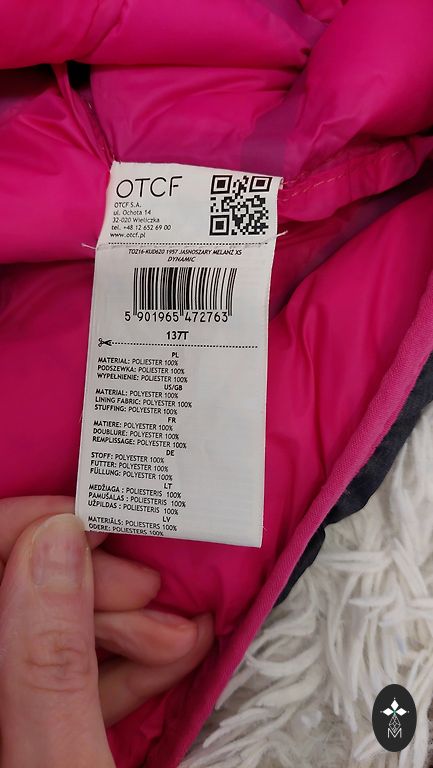 OTCF
OTCF S.A.
ul. Ochota 14
32-020 Wieliczka
tel. +48 12 652 69 00
www.otcf.pl
TOZ16-KUD620 1957 JASNOSZARY MELANŻ XS
DYNAMIC
5 901965 472763
137T
PL
MATERIAL: POLIESTER 100%
PODSZEWKA: POLIESTER 100%
WYPEŁNIENIE: POLIESTER 100%
US/GB
MATERIAL: POLYESTER 100%
LINING FABRIC: POLYESTER 100%
STUFFING: POLYESTER 100%
FR
MATIERE: POLYESTER 100%
DOUBLURE: POLYESTER 100%
REMPLISSAGE: POLYESTER 100%
DE
STOFF: POLYESTER 100%
FUTTER: POLYESTER 100%
FÜLLUNG: POLYESTER 100%
LT
MEDŽIAGA : POLIESTERIS 100%
PAMUŠALAS : POLIESTERIS 100%
UŽPILDAS : POLIESTERIS 100%
LV
MATERIĀLS: POLIESTERS 100%
ODERE: POLIESTERS 100%
M